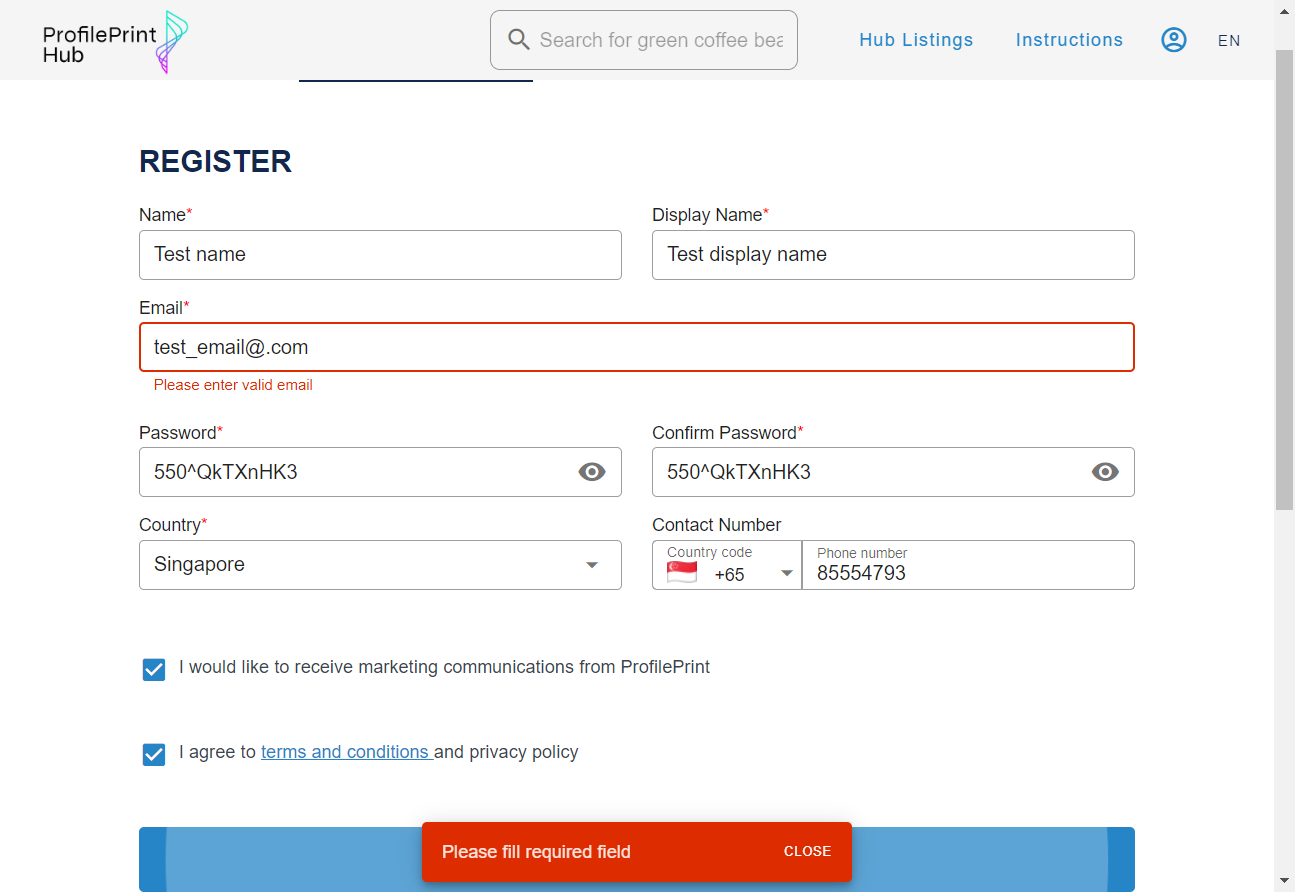 ProfilePrint
Hub
Search for green coffee bea
Hub Listings
Instructions
EN
REGISTER
Name*
Display Name*
Test name
Test display name
Email*
test_email@.com
Please enter valid email
Password*
Confirm Password*
550^QkTXnHK3
550^QkTXnHK3
Country*
Contact Number
Singapore
Country code
+65
Phone number
85554793
I would like to receive marketing communications from ProfilePrint
I agree to terms and conditions and privacy policy
Please fill required field
CLOSE